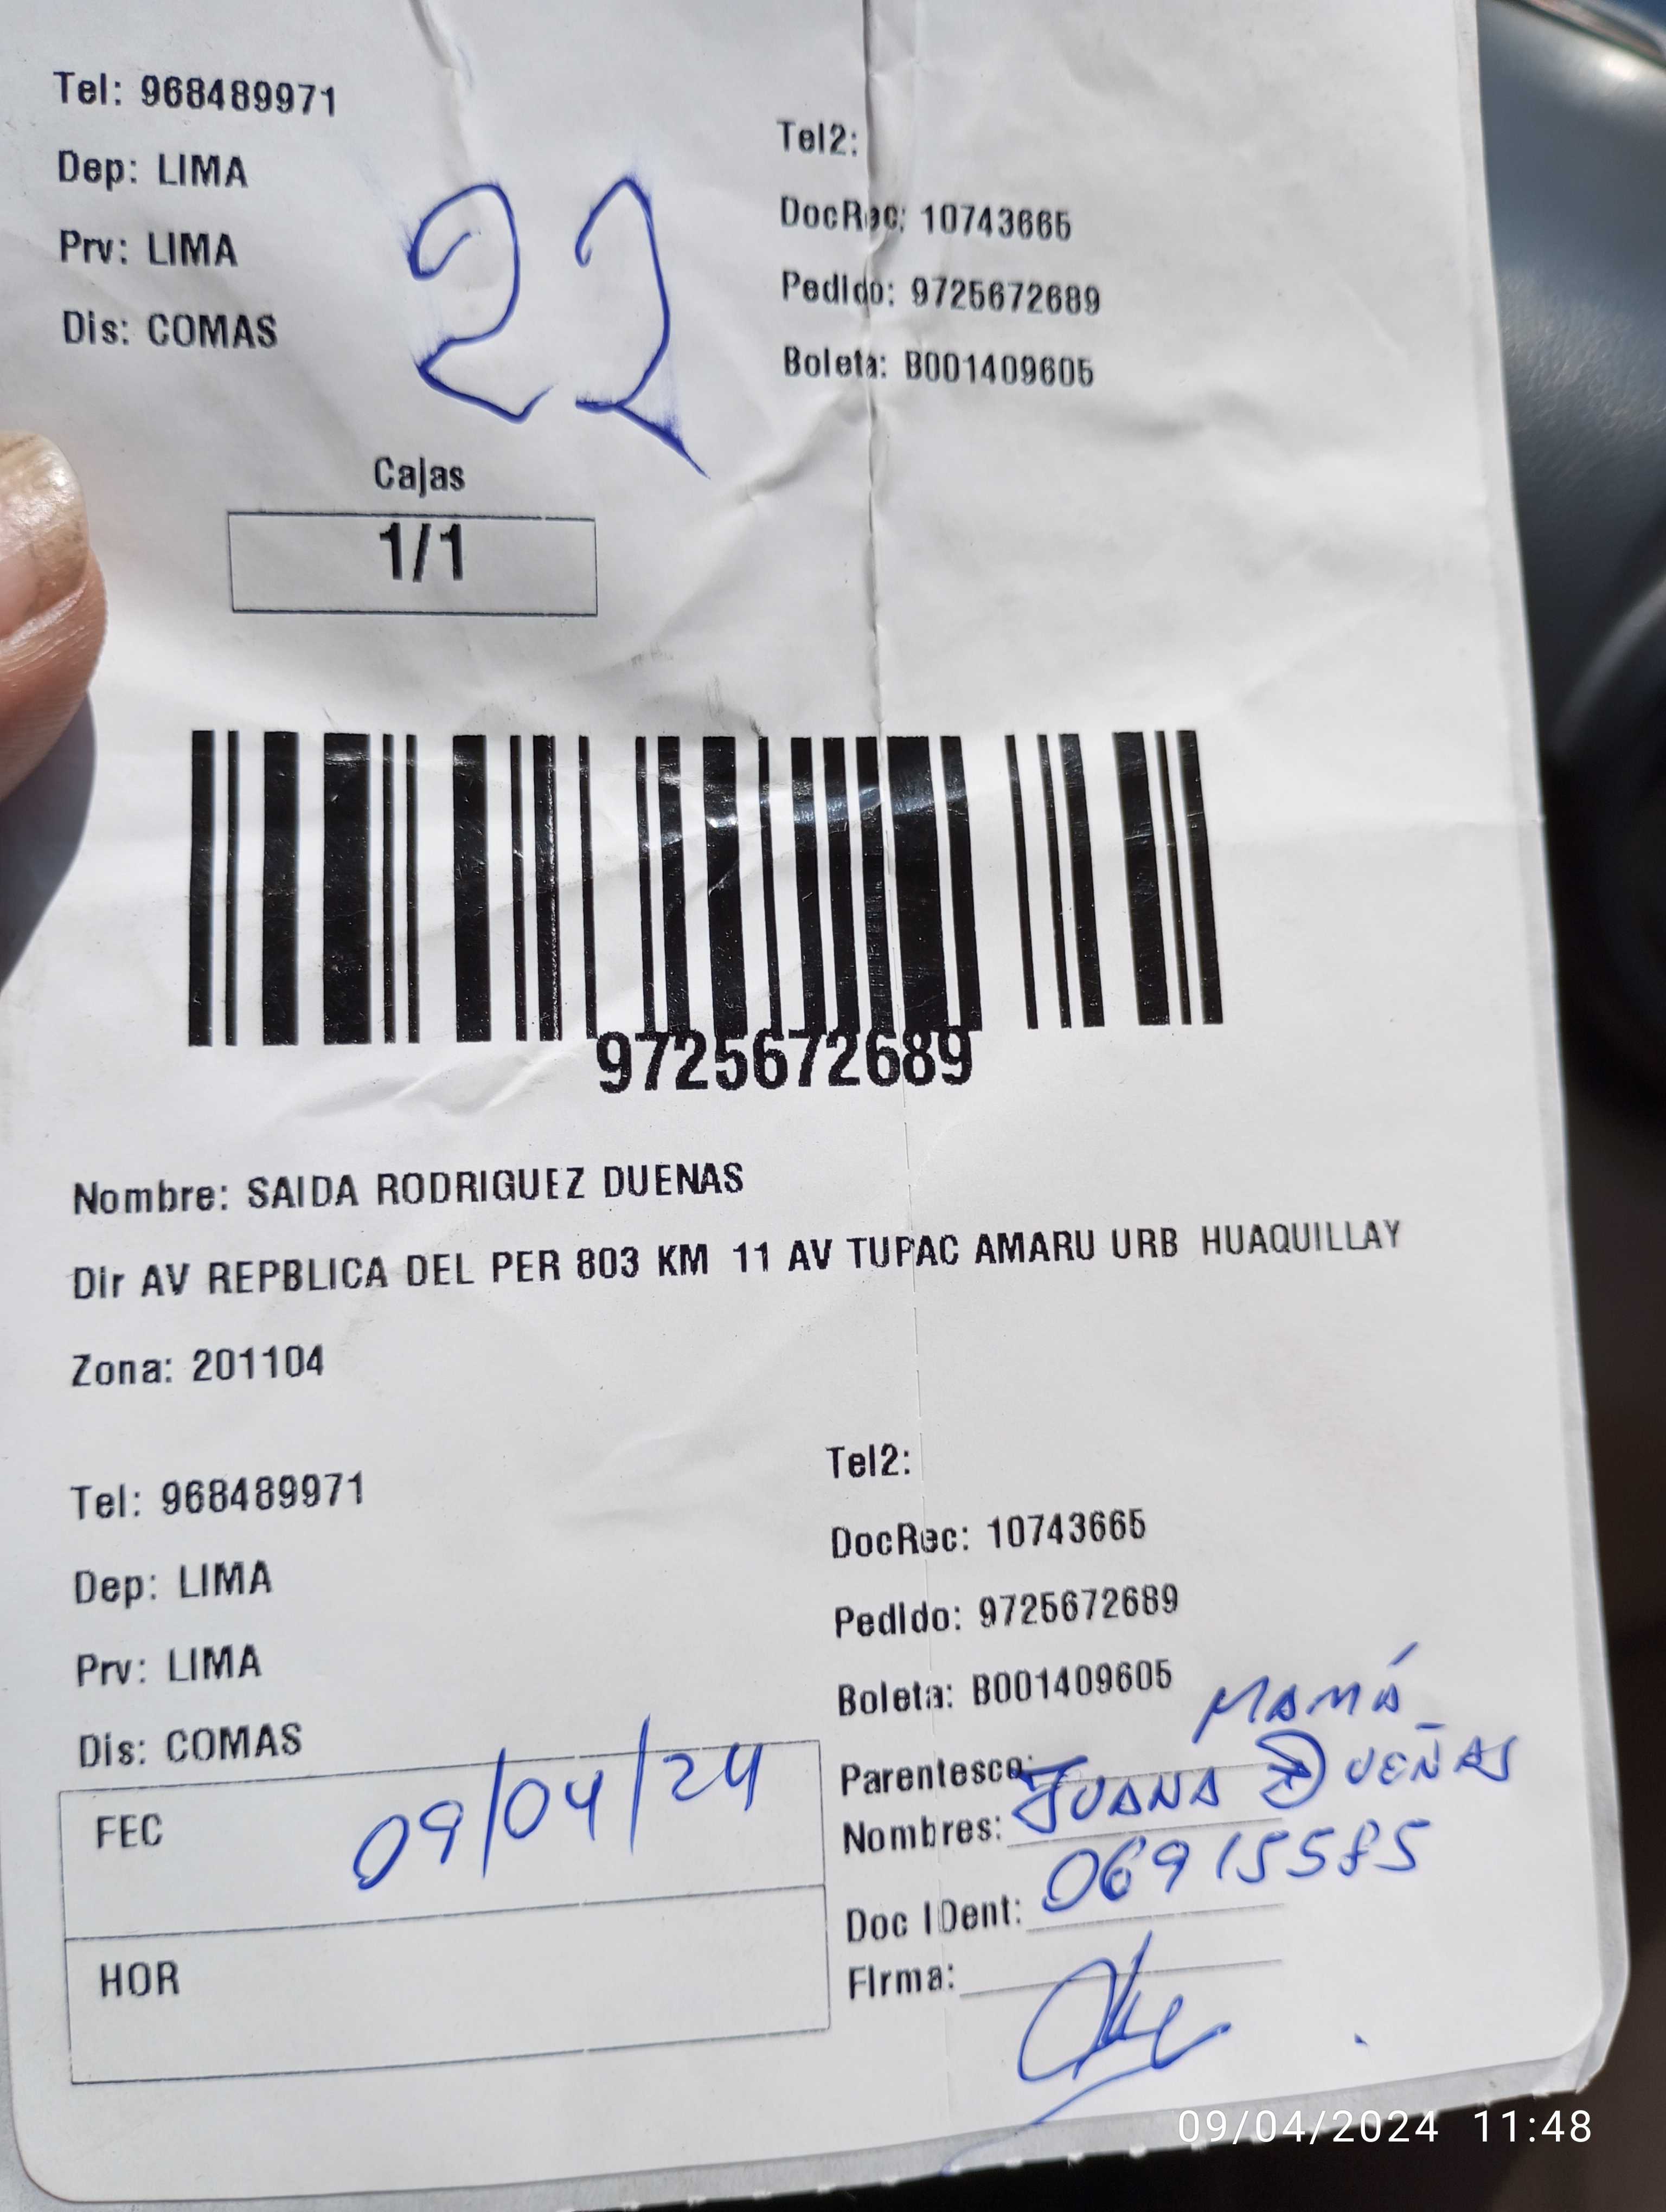 Tel: 968489971
Dep: LIMA
Prv: LIMA
Dis: COMAS
22
Tel2:
DocRec: 10743665
Pedido: 9725672689
Boleta: B001409605
Cajas
1/1
9725672689
Nombre: SAIDA RODRIGUEZ DUENAS
Dir AV REPBLICA DEL PER 803 KM 11 AV TUPAC AMARU URB HUAQUILLAY
Zona: 201104
Tel: 968489971
Dep: LIMA
Prv: LIMA
Dis: COMAS
Tel2:
DocRec: 10743665
Pedido: 9725672689
Boleta: B001409605
FEC 09/04/24
HOR
Parentesco: MAMÁ
Nombres: JUANA DUEÑAS
Doc IDent: 06915585
Firma:
09/04/2024 11:48